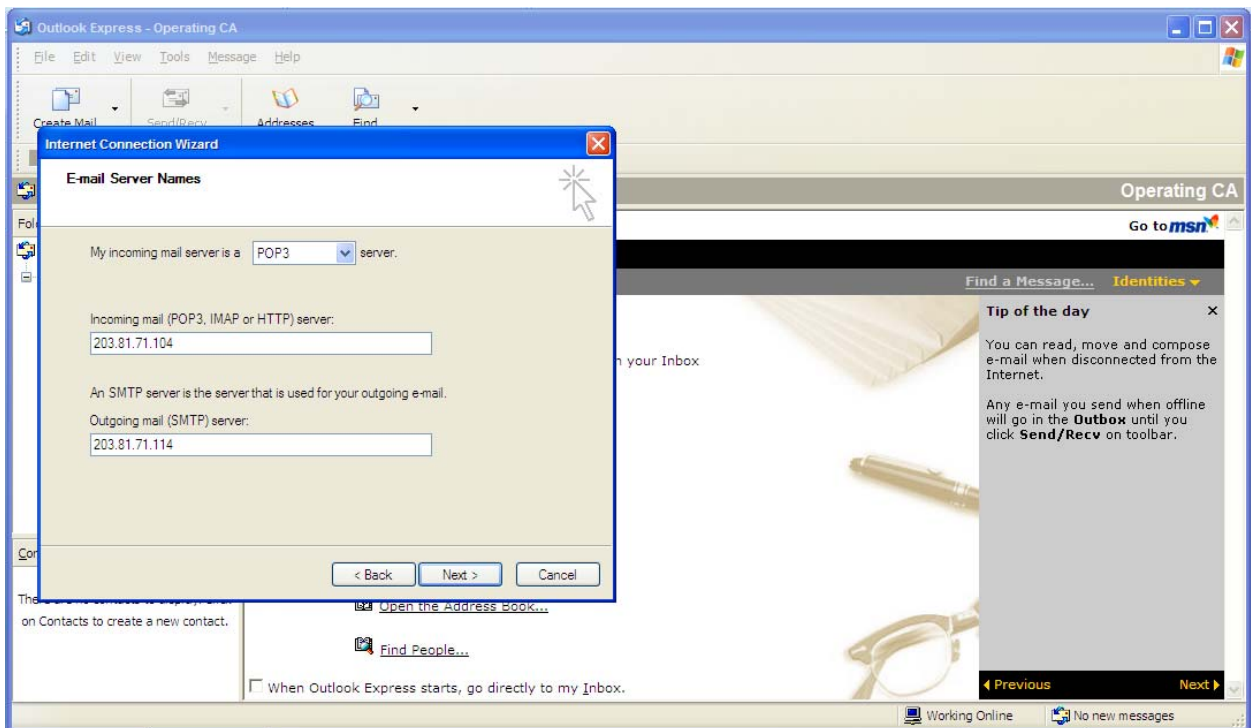 Outlook Express - Operating CA
File Edit View Tools Message Help
Create Mail Send/Recv Addresses Find
Internet Connection Wizard
E-mail Server Names
Operating CA
Go to msn
My incoming mail server is a POP3 server.
Find a Message... Identities
Incoming mail (POP3, IMAP or HTTP) server:
203.81.71.104
An SMTP server is the server that is used for your outgoing e-mail.
Outgoing mail (SMTP) server:
203.81.71.114
< Back Next > Cancel
n your Inbox
Tip of the day
You can read, move and compose
e-mail when disconnected from the
Internet.
Any e-mail you send when offline
will go in the Outbox until you
click Send/Recv on toolbar.
on Contacts to create a new contact.
Open the Address Book...
Find People...
When Outlook Express starts, go directly to my Inbox.
Previous Next
Working Online No new messages